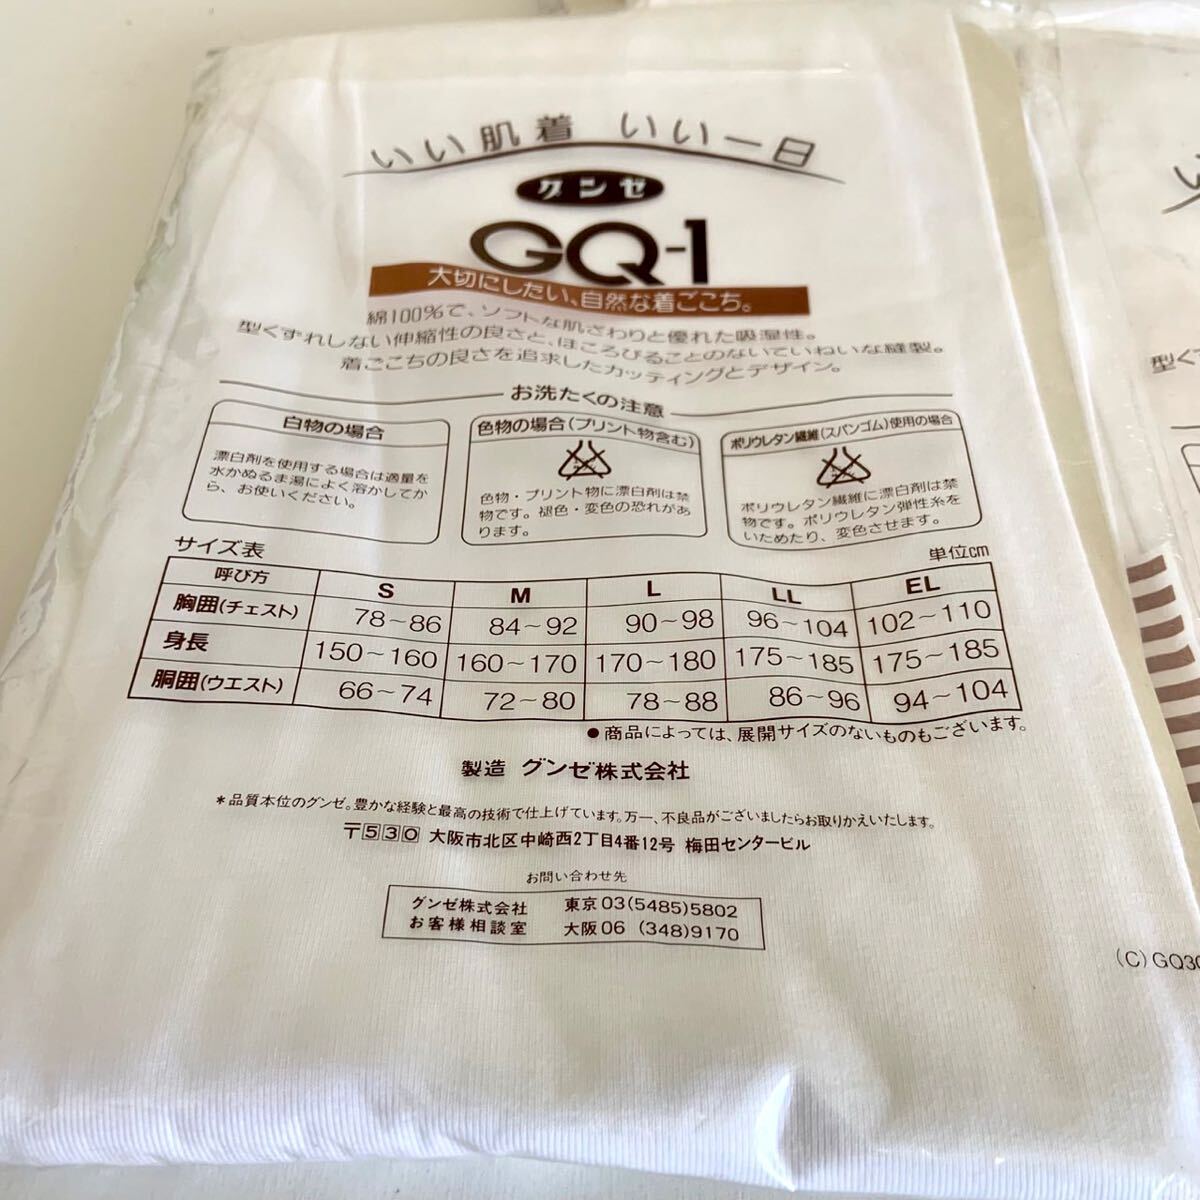 いい肌着 いい一日
グンゼ
GQ-1
大切にしたい、自然な着ごこち。
綿100%で、ソフトな肌ざわりと優れた吸湿性。
型くずれしない伸縮性の良さと、ほころびることのないていねいな縫製。
着ごこちの良さを追求したカッティングとデザイン。
お洗たくの注意
白物の場合
漂白剤を使用する場合は適量を
水かぬるま湯によく溶かしてか
ら、お使いください。
色物の場合(プリント物含む)
色物・プリント物に漂白剤は禁
物です。褪色・変色の恐れがあ
ります。
ポリウレタン繊維(スパンゴム)使用の場合
ポリウレタン繊維に漂白剤は禁
物です。ポリウレタン弾性糸を
いためたり、変色させます。
サイズ表 単位cm
呼び方 S M L LL EL
胸囲(チェスト) 78~86 84~92 90~98 96~104 102~110
身長 150~160 160~170 170~180 175~185 175~185
胴囲(ウエスト) 66~74 72~80 78~88 86~96 94~104
●商品によっては、展開サイズのないものもございます。
製造 グンゼ株式会社
*品質本位のグンゼ。豊かな経験と最高の技術で仕上げています。万一、不良品がございましたらお取りかえいたします。
〒530 大阪市北区中崎西2丁目4番12号 梅田センタービル
お問い合わせ先
グンゼ株式会社 東京03(5485)5802
お客様相談室 大阪06 (348)9170
い
型く
(C)GQ30